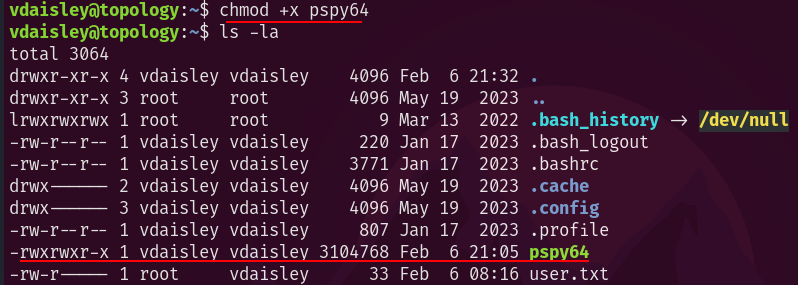 vdaisley@topology:~$ chmod +x pspy64
vdaisley@topology:~$ ls -la
total 3064
drwxr-xr-x 4 vdaisley vdaisley    4096 Feb  6 21:32 .
drwxr-xr-x 3 root     root        4096 May 19  2023 ..
lrwxrwxrwx 1 root     root           9 Mar 13  2022 .bash_history -> /dev/null
-rw-r--r-- 1 vdaisley vdaisley     220 Jan 17  2023 .bash_logout
-rw-r--r-- 1 vdaisley vdaisley    3771 Jan 17  2023 .bashrc
drwx------ 2 vdaisley vdaisley    4096 May 19  2023 .cache
drwx------ 3 vdaisley vdaisley    4096 May 19  2023 .config
-rw-r--r-- 1 vdaisley vdaisley     807 Jan 17  2023 .profile
-rwxrwxr-x 1 vdaisley vdaisley 3104768 Feb  6 21:05 pspy64
-rw-r----- 1 root     vdaisley      33 Feb  6 08:16 user.txt